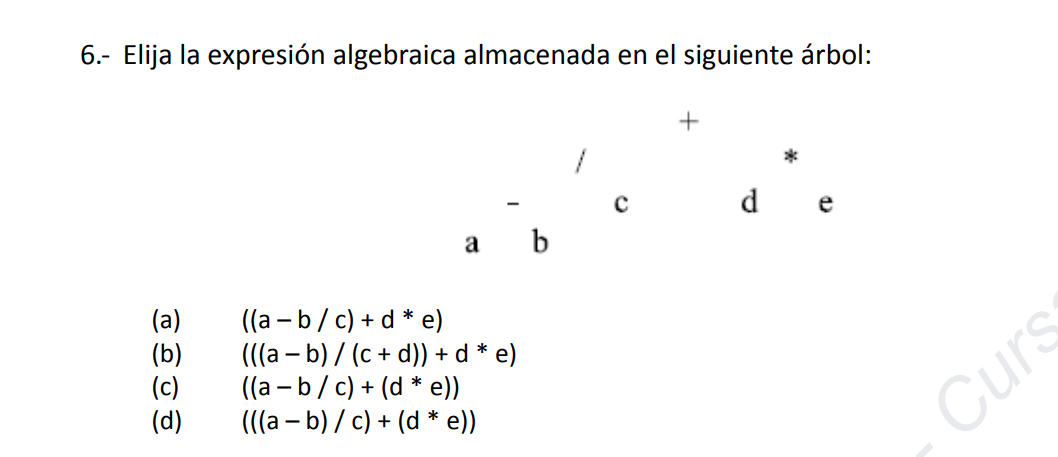 6.- Elija la expresión algebraica almacenada en el siguiente árbol:
+
/ *
– c d e
a b
(a) ((a – b / c) + d * e)
(b) (((a – b) / (c + d)) + d * e)
(c) ((a – b / c) + (d * e))
(d) (((a – b) / c) + (d * e))